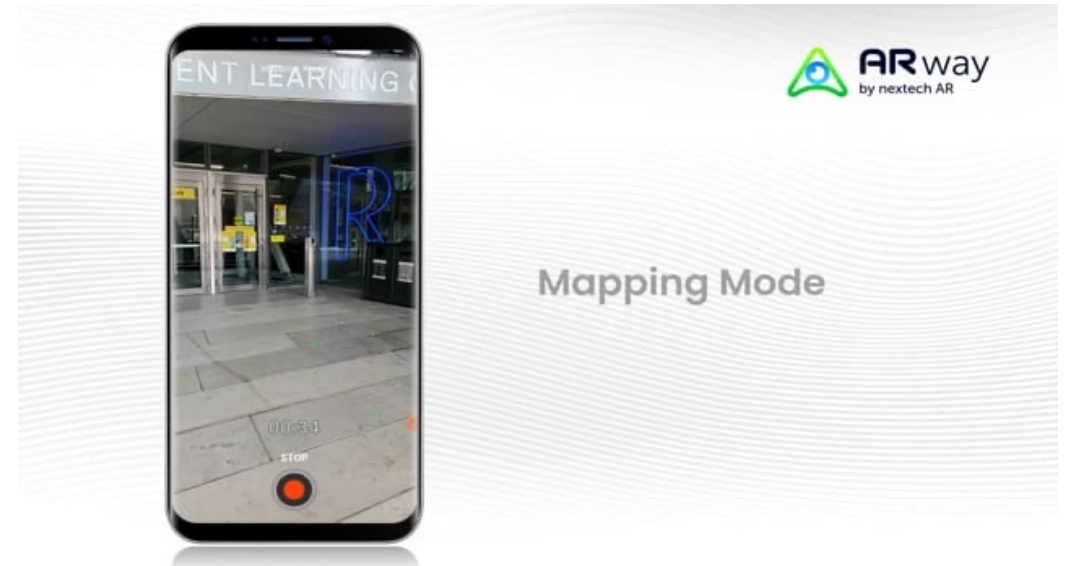 ENT LEARNING
R
00:34
STOP
ARway
by nextech AR
Mapping Mode